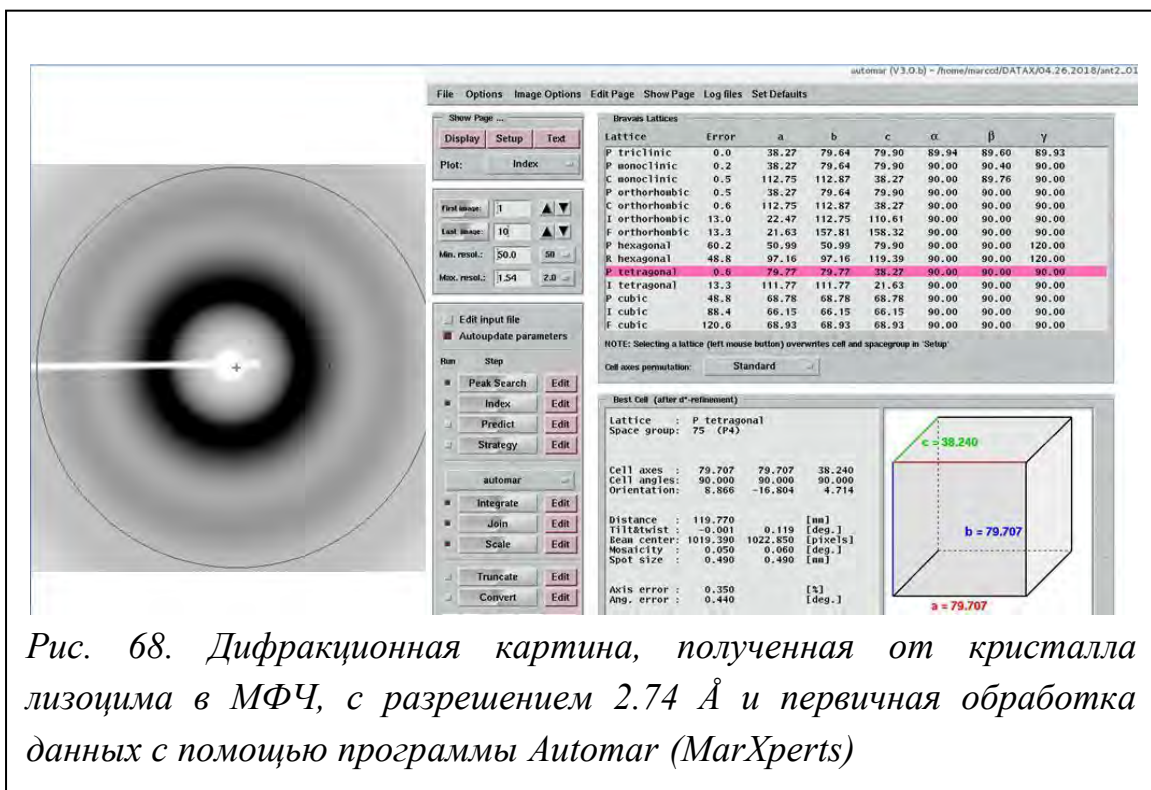 automar (V3.0.b) - /home/marccd/DATAX/04.26.2018/ant2_01
File Options Image Options Edit Page Show Page Log files Set Defaults
Show Page ...
Display Setup Text
Plot: Index
First image: 1
Last image: 10
Min. resol.: 50.0 50
Max. resol.: 1.54 2.0
Edit input file
Autoupdate parameters
Run Step
Peak Search Edit
Index Edit
Predict Edit
Strategy Edit
automar
Integrate Edit
Join Edit
Scale Edit
Truncate Edit
Convert Edit
Bravais Lattices
Lattice Error a b c α β γ
P triclinic 0.0 38.27 79.64 79.90 89.94 89.60 89.93
P monoclinic 0.2 38.27 79.64 79.90 90.00 90.40 90.00
C monoclinic 0.5 112.75 112.87 38.27 90.00 89.76 90.00
P orthorhombic 0.5 38.27 79.64 79.90 90.00 90.00 90.00
C orthorhombic 0.6 112.75 112.87 38.27 90.00 90.00 90.00
I orthorhombic 13.0 22.47 112.75 110.61 90.00 90.00 90.00
F orthorhombic 13.3 21.63 157.81 158.32 90.00 90.00 90.00
P hexagonal 60.2 50.99 50.99 79.90 90.00 90.00 120.00
R hexagonal 48.8 97.16 97.16 119.39 90.00 90.00 120.00
P tetragonal 0.6 79.77 79.77 38.27 90.00 90.00 90.00
I tetragonal 13.3 111.77 111.77 21.63 90.00 90.00 90.00
P cubic 48.8 68.78 68.78 68.78 90.00 90.00 90.00
I cubic 88.4 66.15 66.15 66.15 90.00 90.00 90.00
F cubic 120.6 68.93 68.93 68.93 90.00 90.00 90.00
NOTE: Selecting a lattice (left mouse button) overwrites cell and spacegroup in 'Setup'
Cell axes permutation: Standard
Best Cell (after d*-refinement)
Lattice : P tetragonal
Space group: 75 (P4)
Cell axes : 79.707 79.707 38.240
Cell angles: 90.000 90.000 90.000
Orientation: 8.866 -16.804 4.714
Distance : 119.770 [mm]
Tilt&twist : -0.001 0.119 [deg.]
Beam center: 1019.390 1022.850 [pixels]
Mosaicity : 0.050 0.060 [deg.]
Spot size : 0.490 0.490 [mm]
Axis error : 0.350 [%]
Ang. error : 0.440 [deg.]
c = 38.240
b = 79.707
a = 79.707
Рис. 68. Дифракционная картина, полученная от кристалла
лизоцима в МФЧ, с разрешением 2.74 Å и первичная обработка
данных с помощью программы Automar (MarXperts)